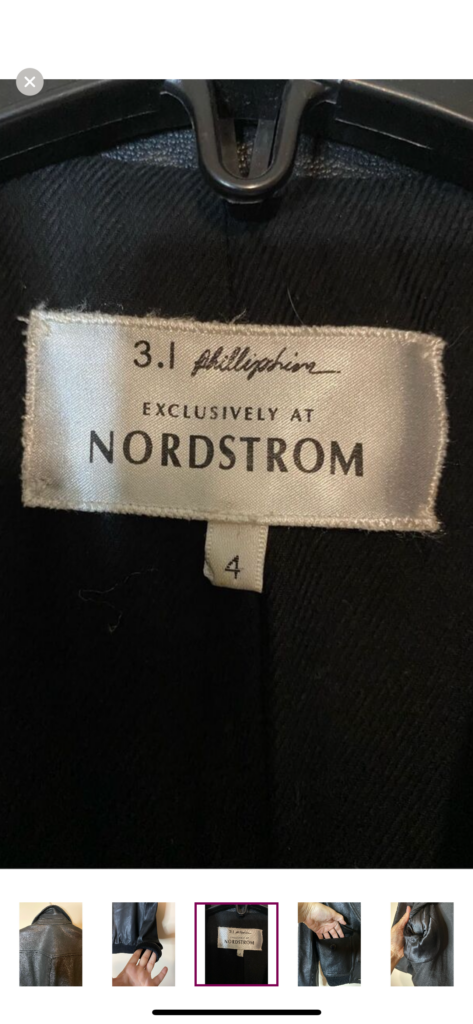 3.1 phillip lim
EXCLUSIVELY AT
NORDSTROM
4